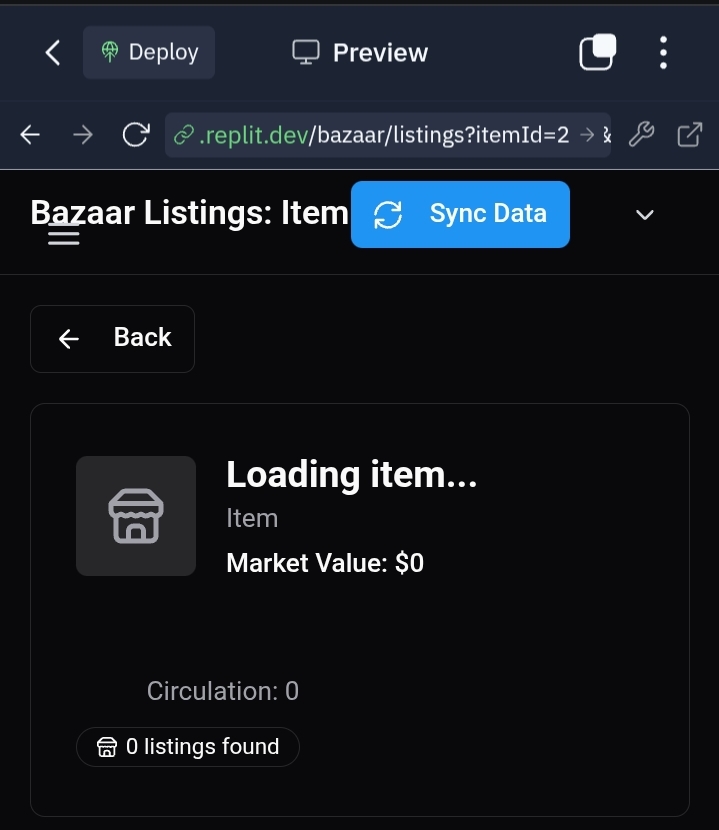 Deploy
Preview
.replit.dev/bazaar/listings?itemId=2
Bazaar Listings: Item
Sync Data
Back
Loading item...
Item
Market Value: $0
Circulation: 0
0 listings found